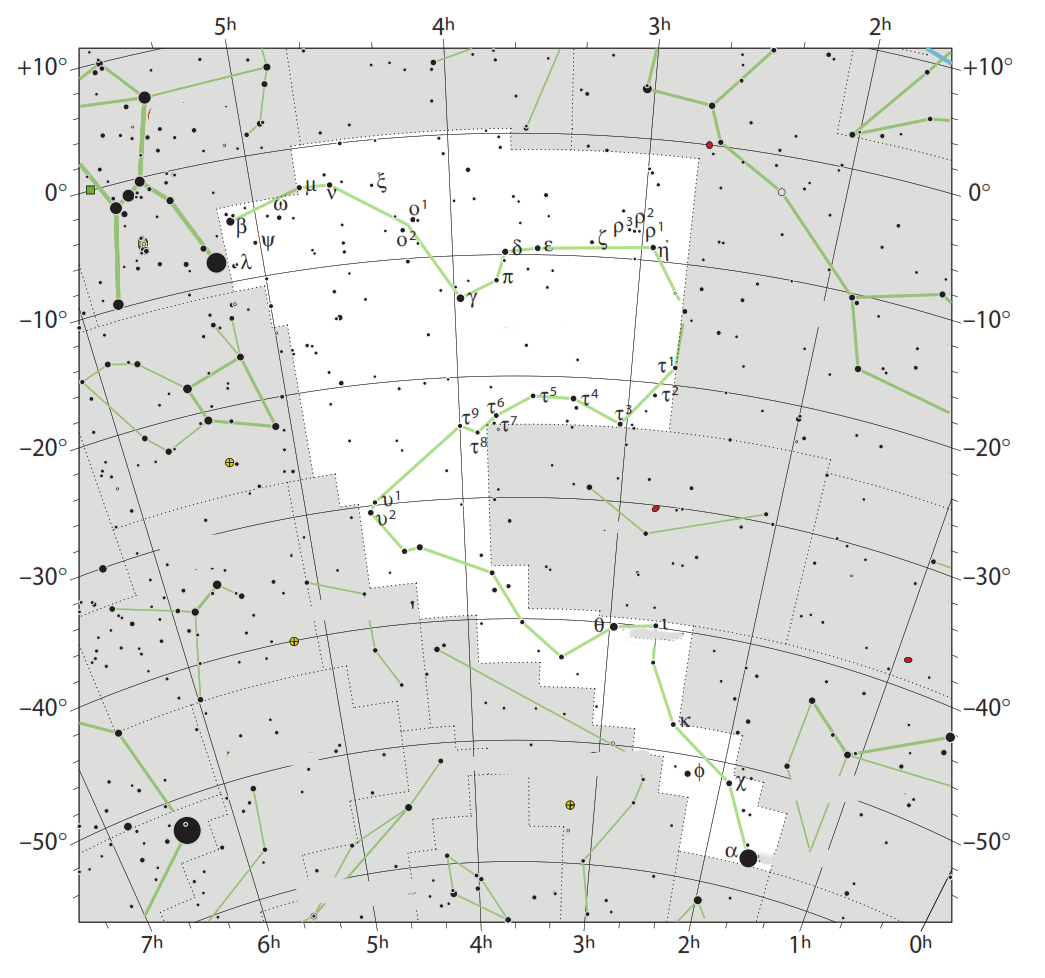 5h 4h 3h 2h
+10° +10°
0° 0°
–10° –10°
–20° –20°
–30° –30°
–40° –40°
–50° –50°
μ ν ξ
ω ο1
β ρ3 ρ2
ψ ο2 ζ ρ1
λ δ ε η
π
γ
τ1
τ5 τ4 τ2
τ6
τ9 τ7 τ3
τ8
υ1
υ2
θ ι
κ
φ χ
α
7h 6h 5h 4h 3h 2h 1h 0h